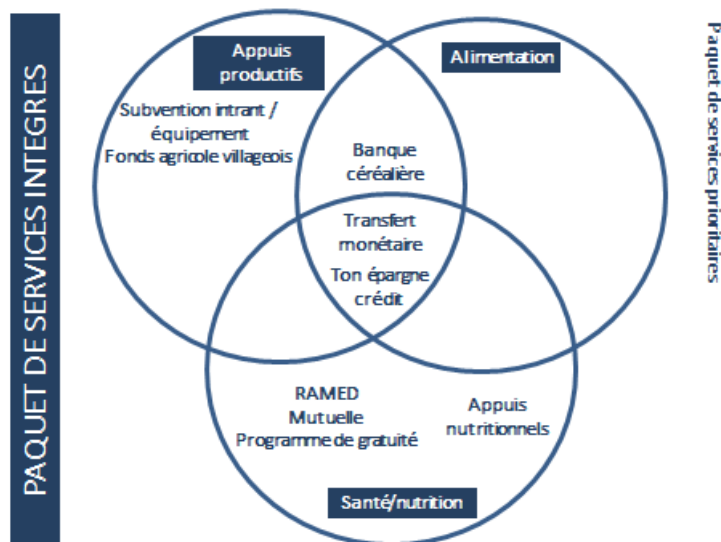 PAQUET DE SERVICES INTEGRES
Appuis
productifs
Subvention intrant /
équipement
Fonds agricole villageois
Alimentation
Banque
céréalière
Transfert
monétaire
Ton épargne
crédit
RAMED
Mutuelle
Programme de gratuité
Appuis
nutritionnels
Santé/nutrition
Paquet de services prioritaires